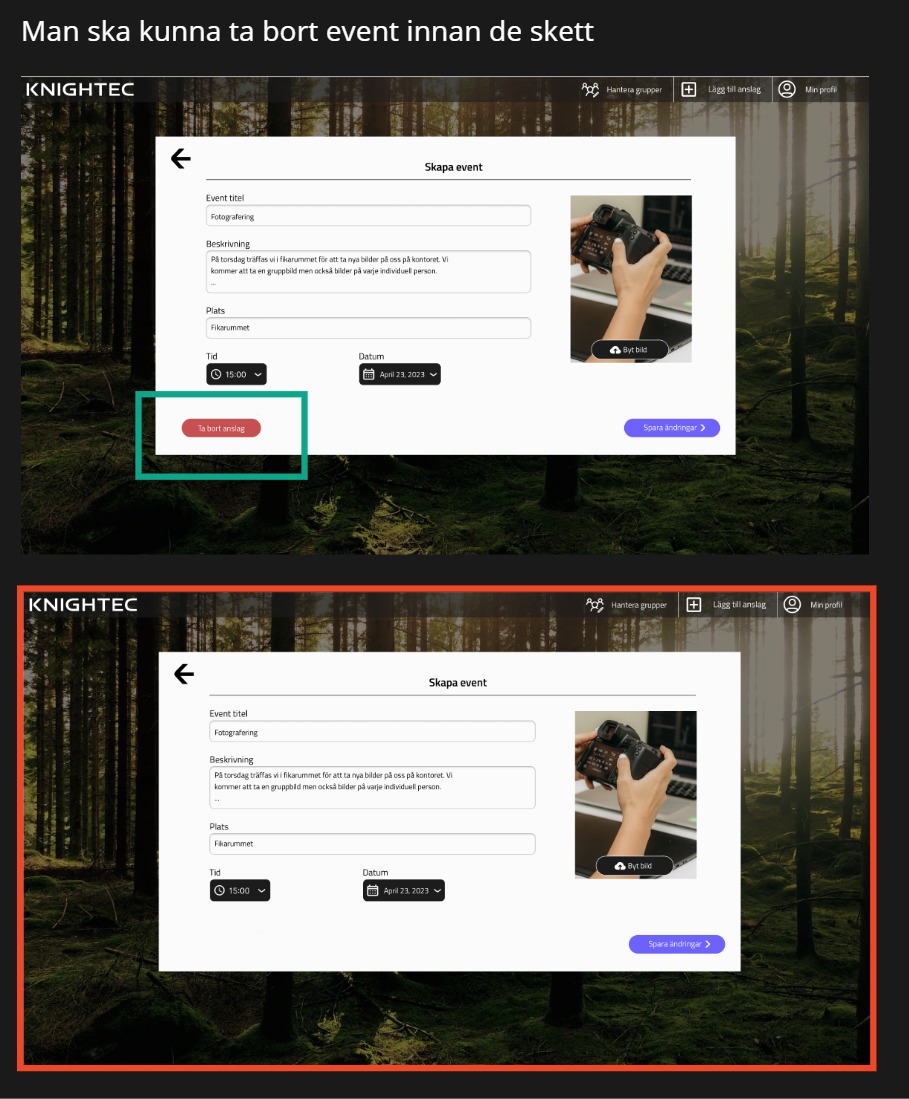 Man ska kunna ta bort event innan de skett
KNIGHTEC
Hantera grupper
Lägg till anslag
Min profil
Skapa event
Event titel
Fotografering
Beskrivning
På torsdag träffas vi i fikarummet för att ta nya bilder på oss på kontoret. Vi
kommer att ta en gruppbild men också bilder på varje individuell person.
...
Plats
Fikarummet
Byt bild
Tid
Datum
15:00
April 23, 2023
Ta bort anslag
Spara ändringar
KNIGHTEC
Hantera grupper
Lägg till anslag
Min profil
Skapa event
Event titel
Fotografering
Beskrivning
På torsdag träffas vi i fikarummet för att ta nya bilder på oss på kontoret. Vi
kommer att ta en gruppbild men också bilder på varje individuell person.
...
Plats
Fikarummet
Byt bild
Tid
Datum
15:00
April 23, 2023
Spara ändringar